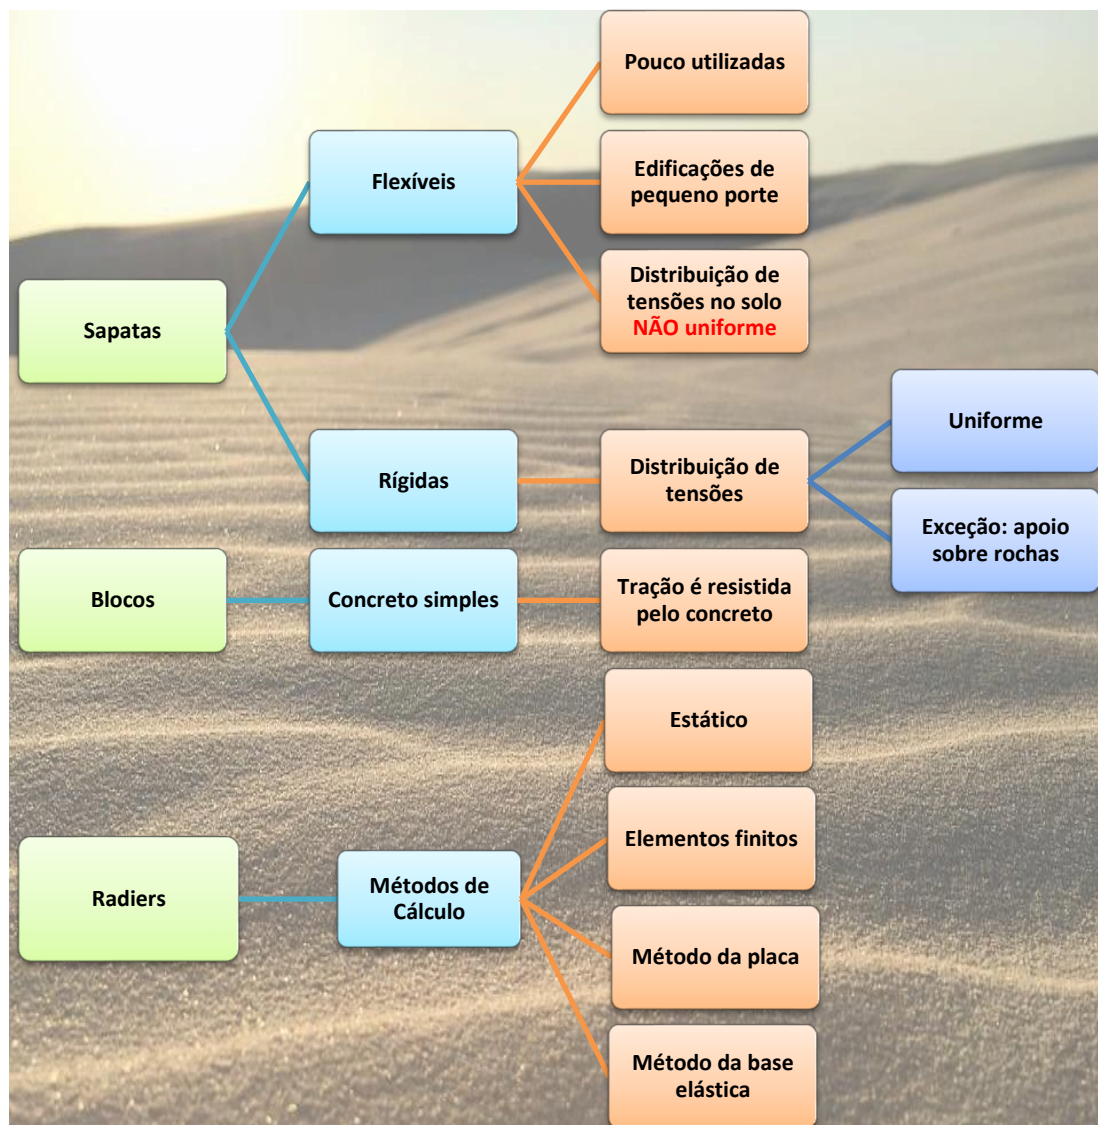 Pouco utilizadas
Flexíveis
Edificações de
pequeno porte
Distribuição de
tensões no solo
NÃO uniforme
Sapatas
Uniforme
Rígidas
Distribuição de
tensões
Exceção: apoio
sobre rochas
Blocos
Concreto simples
Tração é resistida
pelo concreto
Estático
Elementos finitos
Radiers
Métodos de
Cálculo
Método da placa
Método da base
elástica